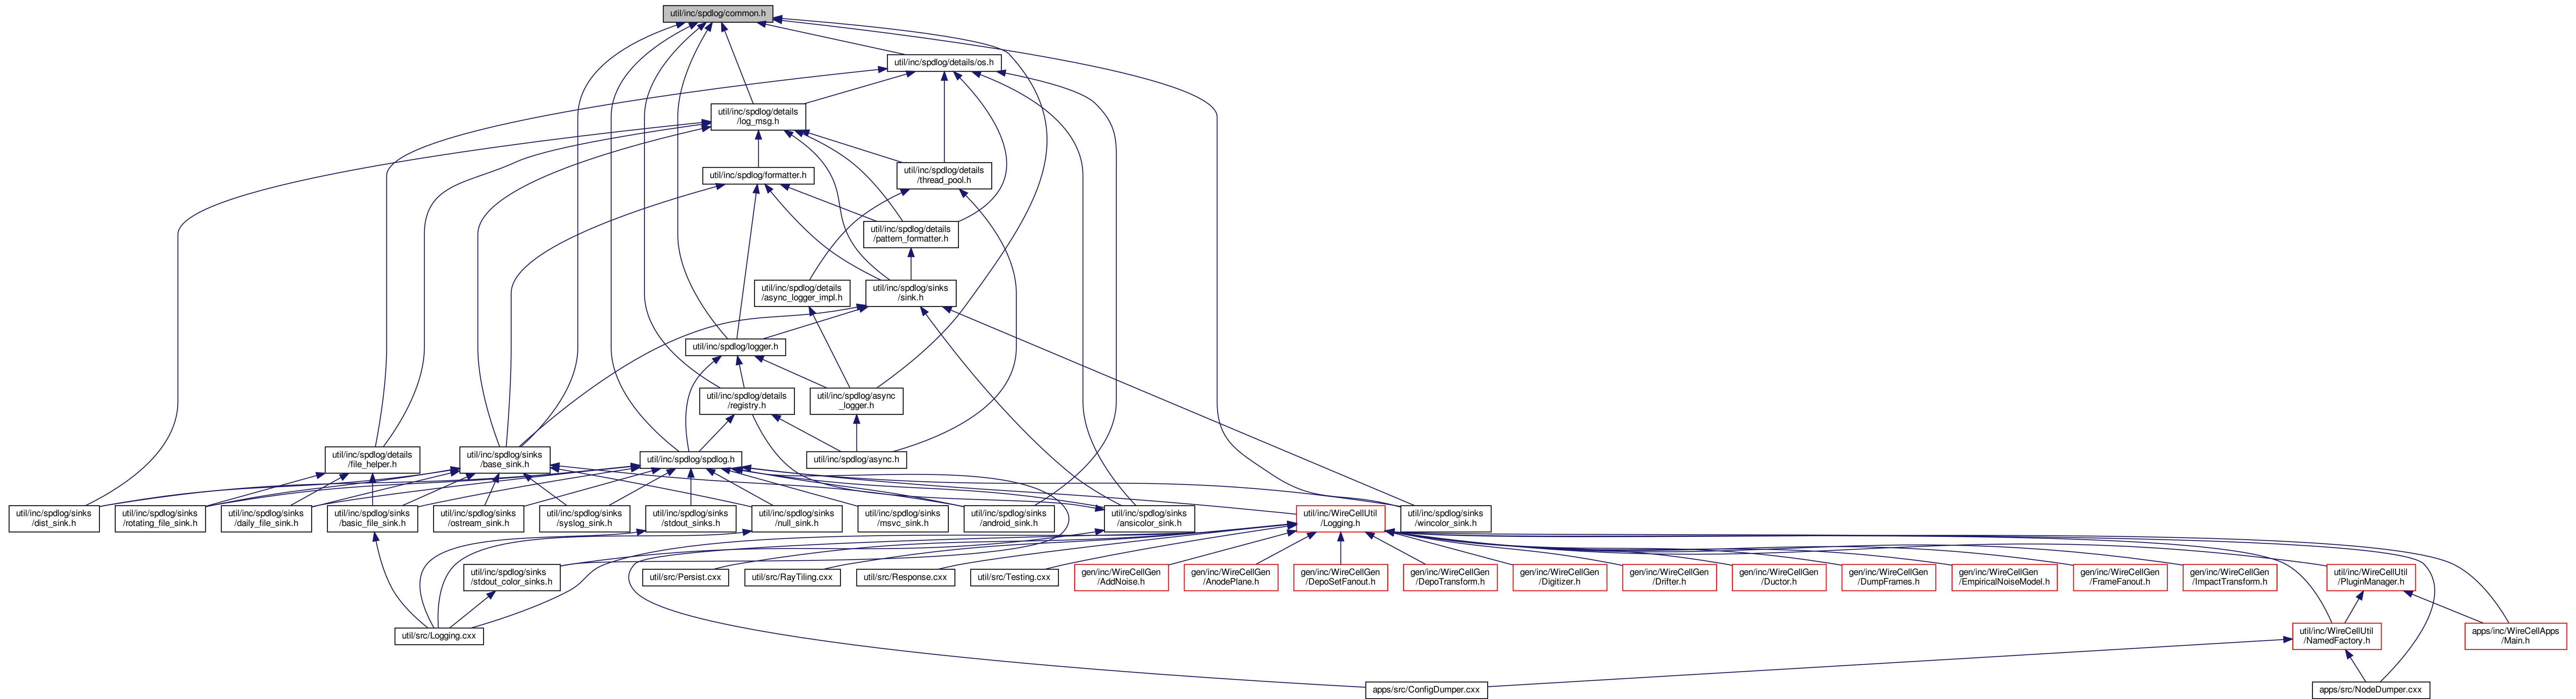 util/inc/spdlog/common.h
util/inc/spdlog/details/os.h
util/inc/spdlog/details
/log_msg.h
util/inc/spdlog/formatter.h
util/inc/spdlog/details
/thread_pool.h
util/inc/spdlog/details
/pattern_formatter.h
util/inc/spdlog/details
/async_logger_impl.h
util/inc/spdlog/sinks
/sink.h
util/inc/spdlog/logger.h
util/inc/spdlog/details
/registry.h
util/inc/spdlog/async
_logger.h
util/inc/spdlog/details
/file_helper.h
util/inc/spdlog/sinks
/base_sink.h
util/inc/spdlog/spdlog.h
util/inc/spdlog/async.h
util/inc/spdlog/sinks
/dist_sink.h
util/inc/spdlog/sinks
/rotating_file_sink.h
util/inc/spdlog/sinks
/daily_file_sink.h
util/inc/spdlog/sinks
/basic_file_sink.h
util/inc/spdlog/sinks
/ostream_sink.h
util/inc/spdlog/sinks
/syslog_sink.h
util/inc/spdlog/sinks
/stdout_sinks.h
util/inc/spdlog/sinks
/null_sink.h
util/inc/spdlog/sinks
/msvc_sink.h
util/inc/spdlog/sinks
/android_sink.h
util/inc/spdlog/sinks
/ansicolor_sink.h
util/inc/WireCellUtil
/Logging.h
util/inc/spdlog/sinks
/wincolor_sink.h
util/inc/spdlog/sinks
/stdout_color_sinks.h
util/src/Persist.cxx
util/src/RayTiling.cxx
util/src/Response.cxx
util/src/Testing.cxx
gen/inc/WireCellGen
/AddNoise.h
gen/inc/WireCellGen
/AnodePlane.h
gen/inc/WireCellGen
/DepoSetFanout.h
gen/inc/WireCellGen
/DepoTransform.h
gen/inc/WireCellGen
/Digitizer.h
gen/inc/WireCellGen
/Drifter.h
gen/inc/WireCellGen
/Ductor.h
gen/inc/WireCellGen
/DumpFrames.h
gen/inc/WireCellGen
/EmpiricalNoiseModel.h
gen/inc/WireCellGen
/FrameFanout.h
gen/inc/WireCellGen
/ImpactTransform.h
util/inc/WireCellUtil
/PluginManager.h
util/src/Logging.cxx
util/inc/WireCellUtil
/NamedFactory.h
apps/inc/WireCellApps
/Main.h
apps/src/ConfigDumper.cxx
apps/src/NodeDumper.cxx